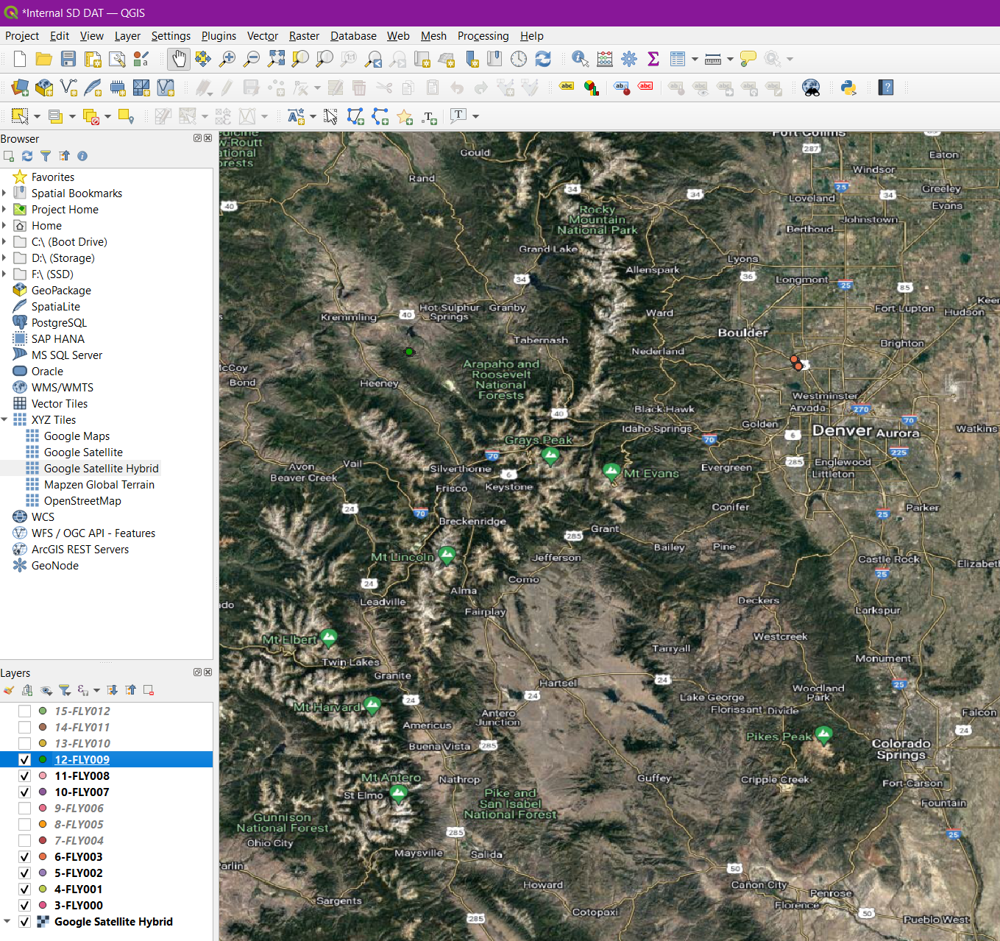 *Internal SD DAT — QGIS
Project Edit View Layer Settings Plugins Vector Raster Database Web Mesh Processing Help
Browser
Favorites
Spatial Bookmarks
Project Home
Home
C:\ (Boot Drive)
D:\ (Storage)
F:\ (SSD)
GeoPackage
SpatiaLite
PostgreSQL
SAP HANA
MS SQL Server
Oracle
WMS/WMTS
Vector Tiles
XYZ Tiles
Google Maps
Google Satellite
Google Satellite Hybrid
Mapzen Global Terrain
OpenStreetMap
WCS
WFS / OGC API - Features
ArcGIS REST Servers
GeoNode
Layers
15-FLY012
14-FLY011
13-FLY010
12-FLY009
11-FLY008
10-FLY007
9-FLY006
8-FLY005
7-FLY004
6-FLY003
5-FLY002
4-FLY001
3-FLY000
Google Satellite Hybrid
Fort Collins
287
Gould
Eaton
Rand
Windsor
34
34
25
Greeley
40
Loveland
34
Evans
Rocky
Mountain
National Park
Johnstown
Berthoud
Grand Lake
Lyons
Allenspark
36
34
Longmont
25
85
Hot Sulphur
Springs
Granby
Fort Lupton
Hudson
Kremmling
40
Ward
Boulder
Tabernash
Brighton
Nederland
Arapaho and
Roosevelt
National
Forests
McCoy
Bond
Heeney
Westminster
Arvada
270
Black Hawk
40
70
Golden
Idaho Springs
Denver
Aurora
Watkins
6
70
Grays Peak
70
225
Avon
Vail
Silverthorne
285
Englewood
Beaver Creek
6
Mt Evans
Evergreen
Littleton
Frisco
Keystone
24
Conifer
25
Parker
70
Breckenridge
Grant
285
Bailey
Pine
Mt Lincoln
Jefferson
Castle Rock
25
24
Como
Alma
Leadville
Fairplay
Deckers
Larkspur
Mt Elbert
Westcreek
Tarryall
Twin Lakes
Monument
Granite
24
Hartsel
25
24
24
Woodland
Park
Lake George
Mt Harvard
Florissant
Divide
Antero
Junction
Falcon
Americus
24
Pikes Peak
Buena Vista
285
Colorado
Springs
Mt Antero
Nathrop
Guffey
Cripple Creek
Fort Carson
St Elmo
Pike and
San Isabel
National Forest
Fountain
Gunnison
National Forest
285
25
Ohio City
Maysville
Salida
50
Howard
Cañon City
Penrose
Sargents
Florence
Cotopaxi
50
285
Pueblo West